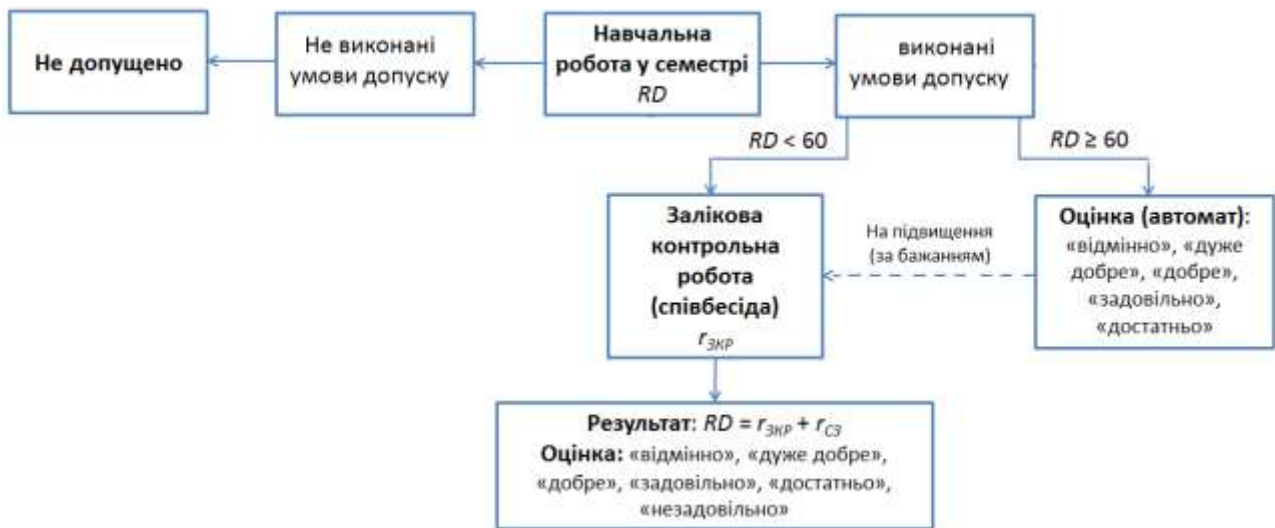 Не допущено
Не виконані
умови допуску
Навчальна
робота у семестрі
RD
виконані
умови допуску
RD < 60
RD ≥ 60
Залікова
контрольна
робота
(співбесіда)
rЗКР
На підвищення
(за бажанням)
Оцінка (автомат):
«відмінно», «дуже
добре», «добре»,
«задовільно»,
«достатньо»
Результат: RD = rЗКР + rСЗ
Оцінка: «відмінно», «дуже добре»,
«добре», «задовільно», «достатньо»,
«незадовільно»